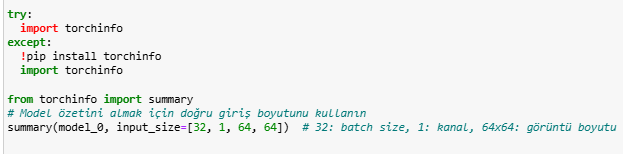 try:
  import torchinfo
except:
  !pip install torchinfo
  import torchinfo

from torchinfo import summary
# Model özetini almak için doğru giriş boyutunu kullanın
summary(model_0, input_size=[32, 1, 64, 64])  # 32: batch size, 1: kanal, 64x64: görüntü boyutu